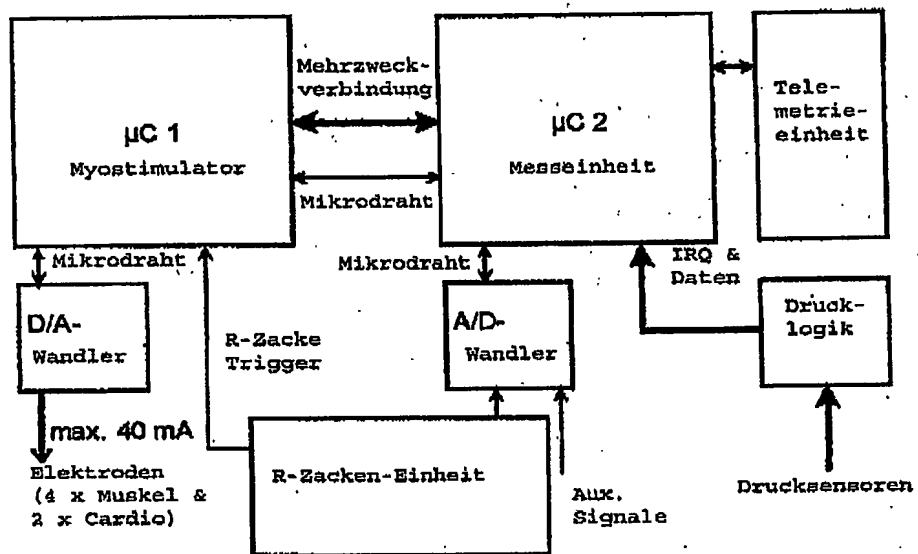 Mehrzweck-
verbindung
µC 1
Myostimulator
µC 2
Messeinheit
Tele-
metrie-
einheit
Mikrodraht
Mikrodraht
Mikrodraht
IRQ &
Daten
D/A-
Wandler
R-Zacke
Trigger
A/D-
Wandler
Druck-
logik
max. 40 mA
Elektroden
(4 x Muskel &
2 x Cardio)
R-Zacken-Einheit
Aux.
Signale
Drucksensoren